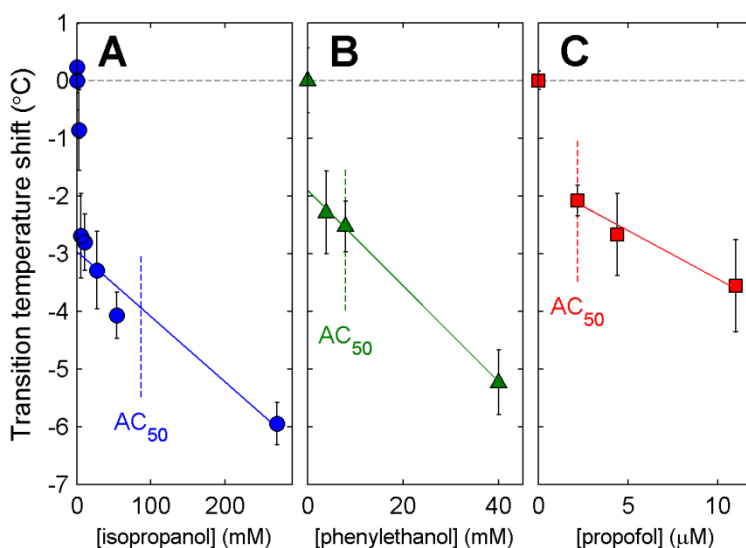 A
B
C
Transition temperature shift (°C)
1
0
-1
-2
-3
-4
-5
-6
-7
AC50
AC50
AC50
0 100 200
0 20 40
0 5 10
[isopropanol] (mM)
[phenylethanol] (mM)
[propofol] (μM)